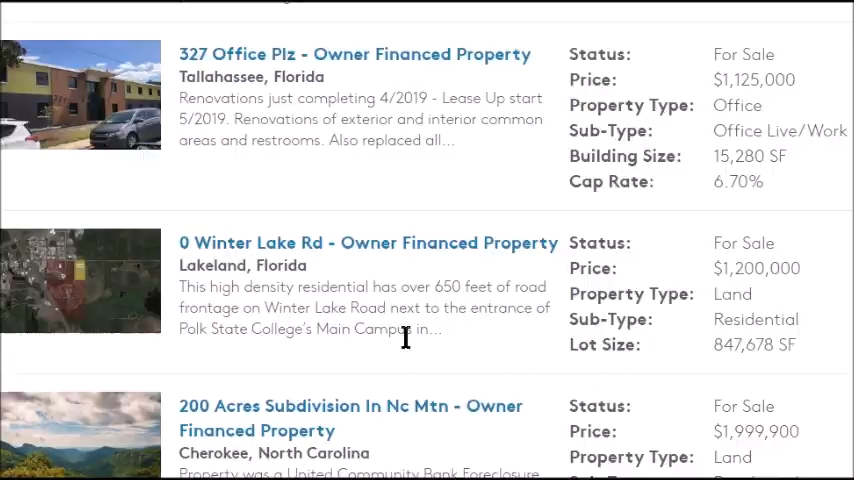 327 Office Plz - Owner Financed Property
Tallahassee, Florida
Renovations just completing 4/2019 - Lease Up start
5/2019. Renovations of exterior and interior common
areas and restrooms. Also replaced all...
Status: For Sale
Price: $1,125,000
Property Type: Office
Sub-Type: Office Live/Work
Building Size: 15,280 SF
Cap Rate: 6.70%
0 Winter Lake Rd - Owner Financed Property
Lakeland, Florida
This high density residential has over 650 feet of road
frontage on Winter Lake Road next to the entrance of
Polk State College's Main Campus in...
Status: For Sale
Price: $1,200,000
Property Type: Land
Sub-Type: Residential
Lot Size: 847,678 SF
200 Acres Subdivision In Nc Mtn - Owner
Financed Property
Cherokee, North Carolina
Property was a United Community Bank Foreclosure
Status: For Sale
Price: $1,999,900
Property Type: Land